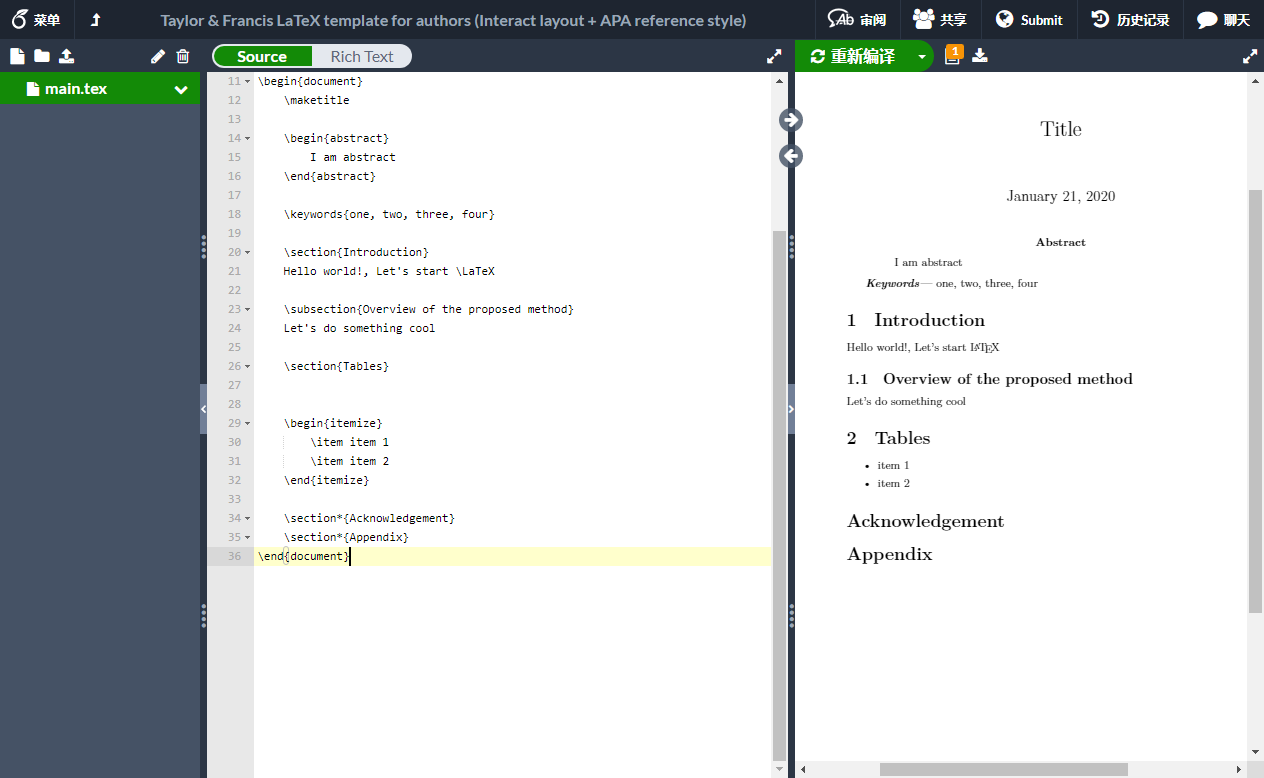 菜单
Taylor & Francis LaTeX template for authors (Interact layout + APA reference style)
审阅
共享
Submit
历史记录
聊天
Source
Rich Text
重新编译
1
main.tex
11 \begin{document}
12 \maketitle
13
14 \begin{abstract}
15 I am abstract
16 \end{abstract}
17
18 \keywords{one, two, three, four}
19
20 \section{Introduction}
21 Hello world!, Let's start \LaTeX
22
23 \subsection{Overview of the proposed method}
24 Let's do something cool
25
26 \section{Tables}
27
28
29 \begin{itemize}
30 \item item 1
31 \item item 2
32 \end{itemize}
33
34 \section*{Acknowledgement}
35 \section*{Appendix}
36 \end{document}
Title
January 21, 2020
Abstract
I am abstract
Keywords— one, two, three, four
1 Introduction
Hello world!, Let's start LATEX
1.1 Overview of the proposed method
Let's do something cool
2 Tables
• item 1
• item 2
Acknowledgement
Appendix